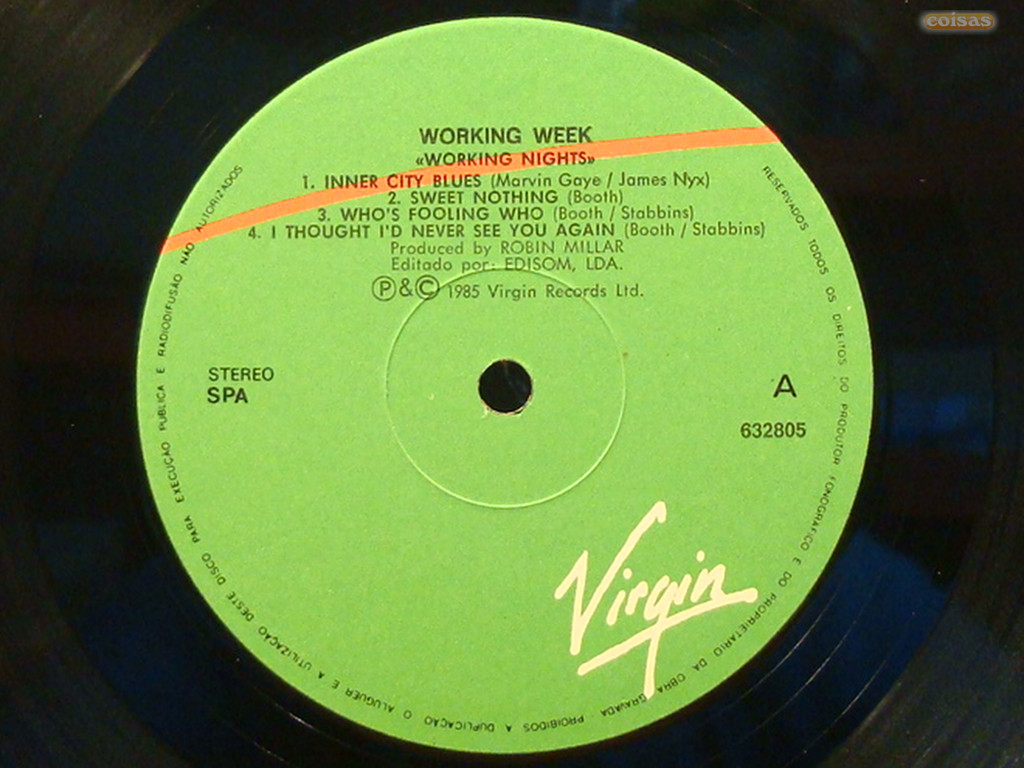 coisas
WORKING WEEK
«WORKING NIGHTS»
1. INNER CITY BLUES (Marvin Gaye / James Nyx)
2. SWEET NOTHING (Booth)
3. WHO'S FOOLING WHO (Booth / Stabbins)
4. I THOUGHT I'D NEVER SEE YOU AGAIN (Booth / Stabbins)
Produced by ROBIN MILLAR
Editado por: EDISOM, LDA.
Ⓟ&© 1985 Virgin Records Ltd.
STEREO
SPA
A
632805
Virgin
RESERVADOS TODOS OS DIREITOS DO PRODUTOR FONOGRAFICO E DO PROPRIETARIO DA OBRA GRAVADA · PROIBIDOS A DUPLICAÇÃO O ALUGUER E A UTILIZAÇÃO DESTE DISCO PARA EXECUÇÃO PUBLICA E RADIODIFUSÃO NÃO AUTORIZADOS